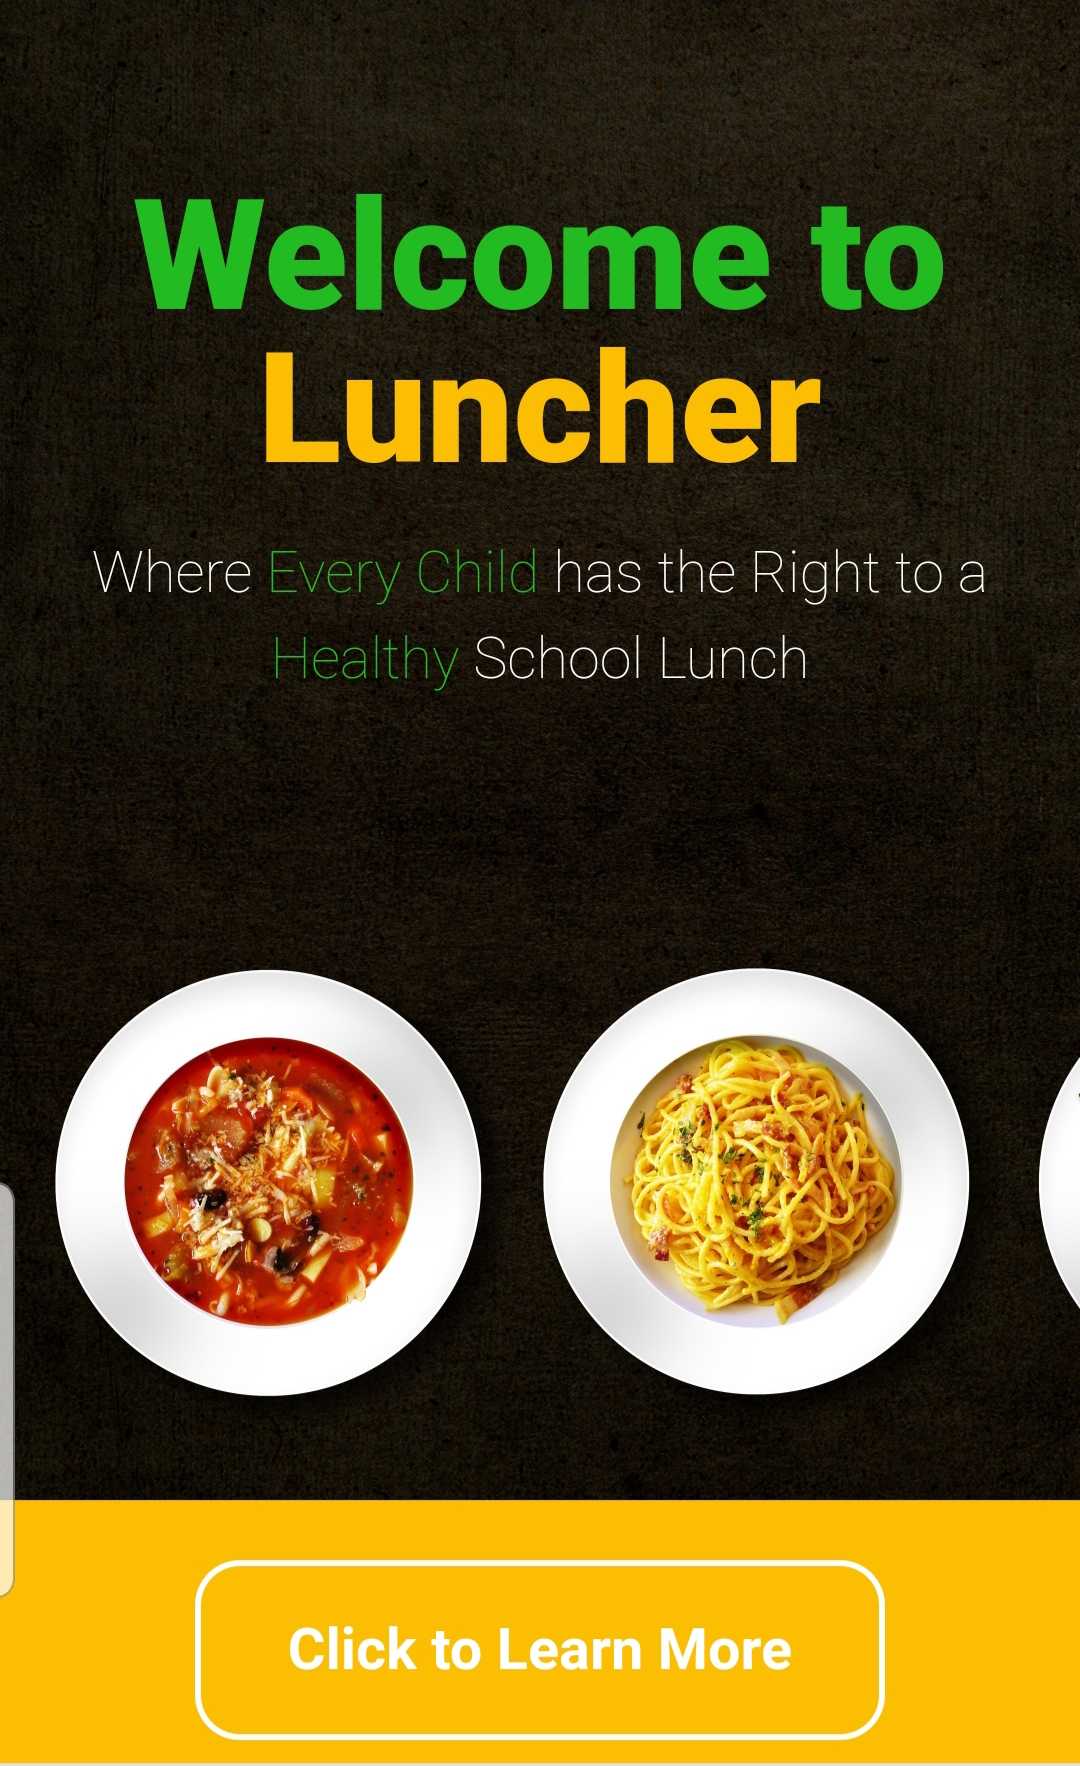 Welcome to
Luncher
Where Every Child has the Right to a
Healthy School Lunch
Click to Learn More